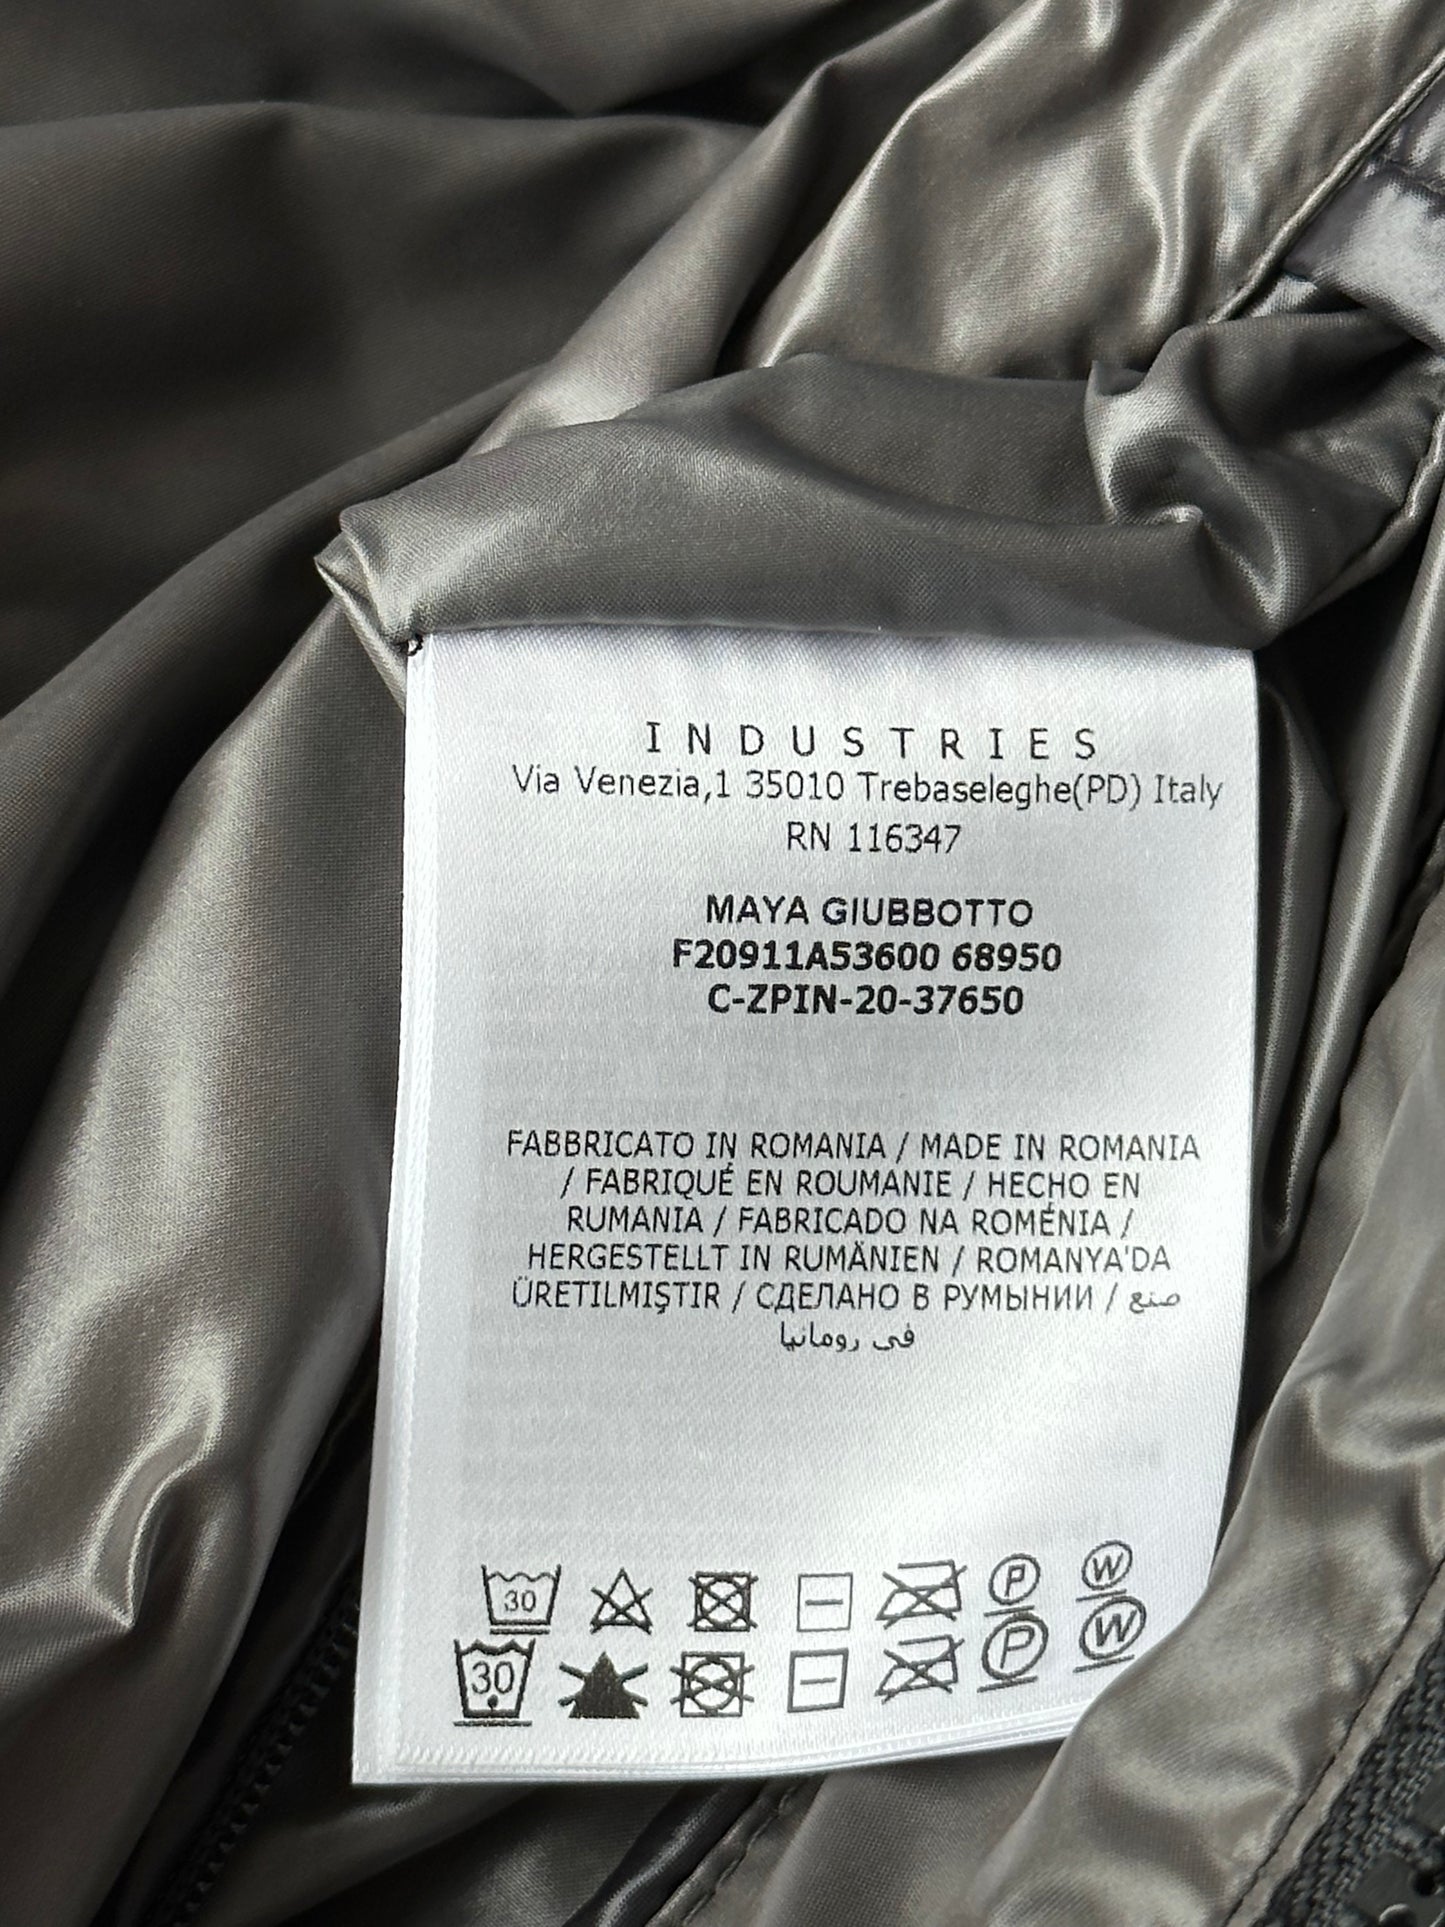 INDUSTRIES
Via Venezia,1 35010 Trebaseleghe(PD) Italy
RN 116347
MAYA GIUBBOTTO
F20911A53600 68950
C-ZPIN-20-37650
FABBRICATO IN ROMANIA / MADE IN ROMANIA
/ FABRIQUÉ EN ROUMANIE / HECHO EN
RUMANIA / FABRICADO NA ROMÉNIA /
HERGESTELLT IN RUMÄNIEN / ROMANYA'DA
ÜRETILMIŞTIR / СДЕЛАНО В РУМЫНИИ / صنع
في رومانيا
30 P W
30 P W